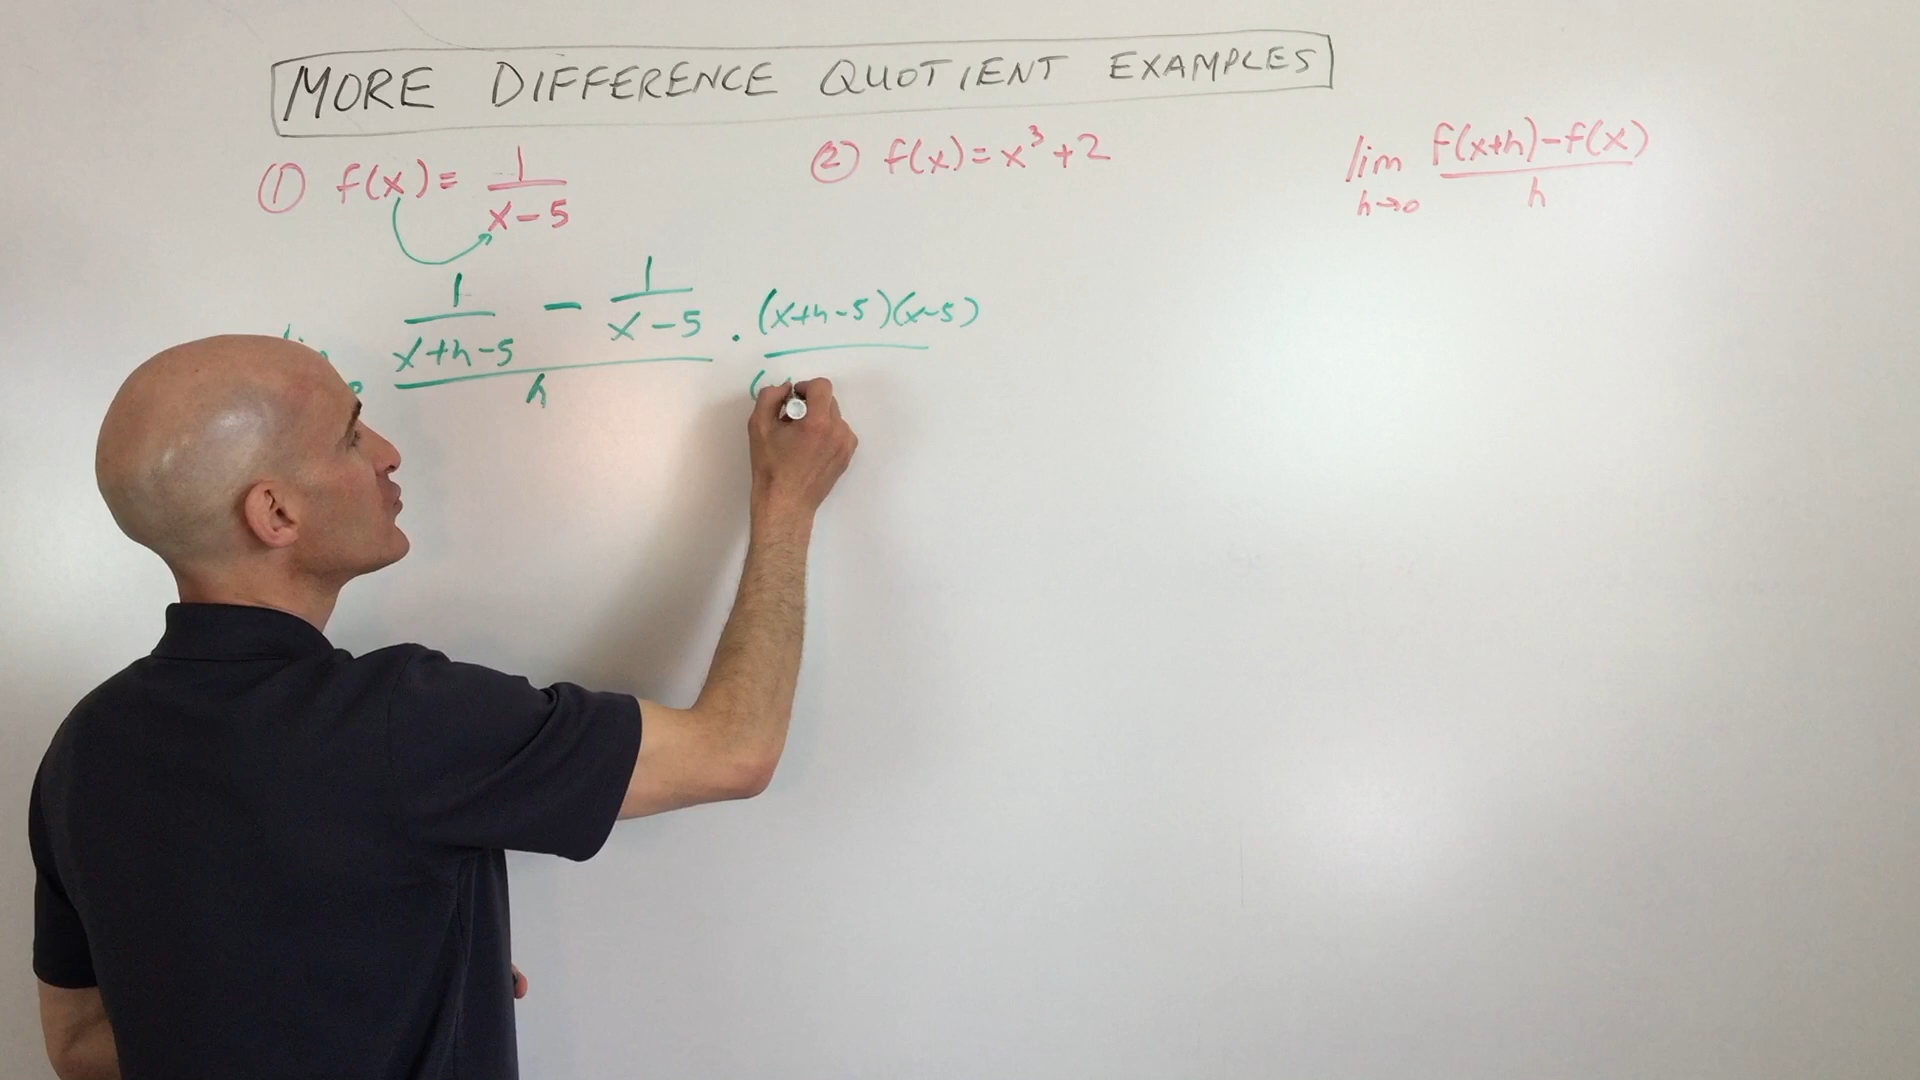 MORE DIFFERENCE QUOTIENT EXAMPLES
① f(x) = 1/(x-5)
② f(x) = x³+2
lim h→0 (f(x+h)-f(x))/h
(1/(x+h-5) - 1/(x-5))/h · (x+h-5)(x-5)